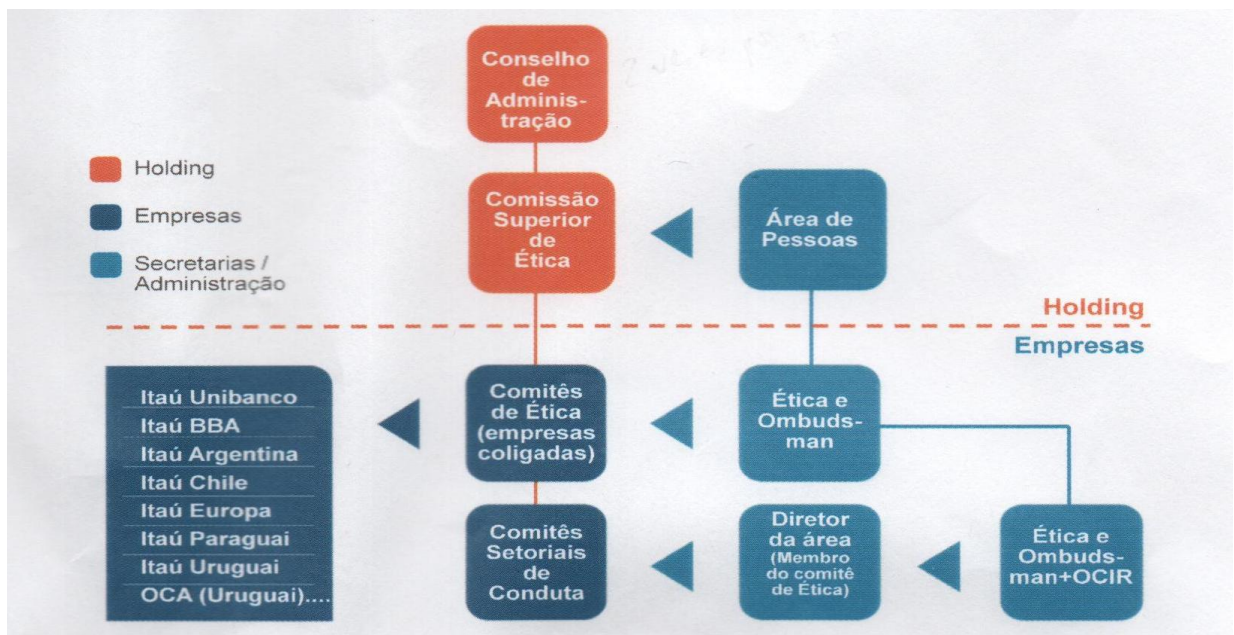 Conselho
de
Adminis-
tração
Holding
Empresas
Secretarias /
Administração
Comissão
Superior
de
Ética
Área de
Pessoas
Holding
Empresas
Itaú Unibanco
Itaú BBA
Itaú Argentina
Itaú Chile
Itaú Europa
Itaú Paraguai
Itaú Uruguai
OCA (Uruguai)....
Comitês
de Ética
(empresas
coligadas)
Ética e
Ombuds-
man
Comitês
Setoriais
de
Conduta
Diretor
da área
(Membro
do comitê
de Ética)
Ética e
Ombuds-
man+OCIR